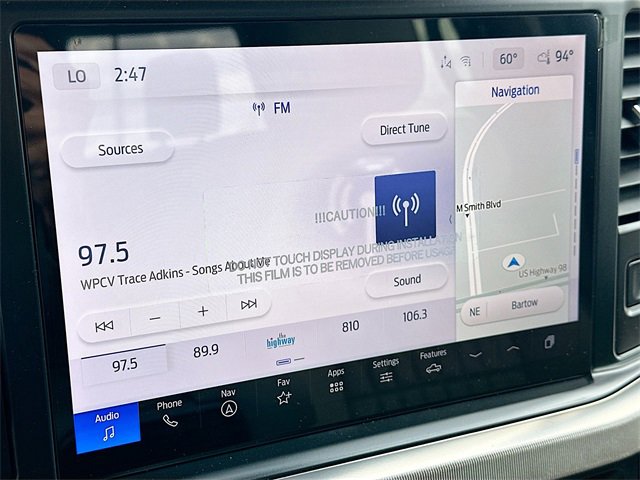 LO 2:47 60° 94°
FM
Navigation
Sources
Direct Tune
!!!CAUTION!!!
M Smith Blvd
97.5
DO NOT TOUCH DISPLAY DURING INSTALLATION
WPCV Trace Adkins - Songs About Me
THIS FILM IS TO BE REMOVED BEFORE USAGE
US Highway 98
Sound
NE Bartow
97.5 89.9 the highway 810 106.3
Audio Phone Nav Fav Apps Settings Features